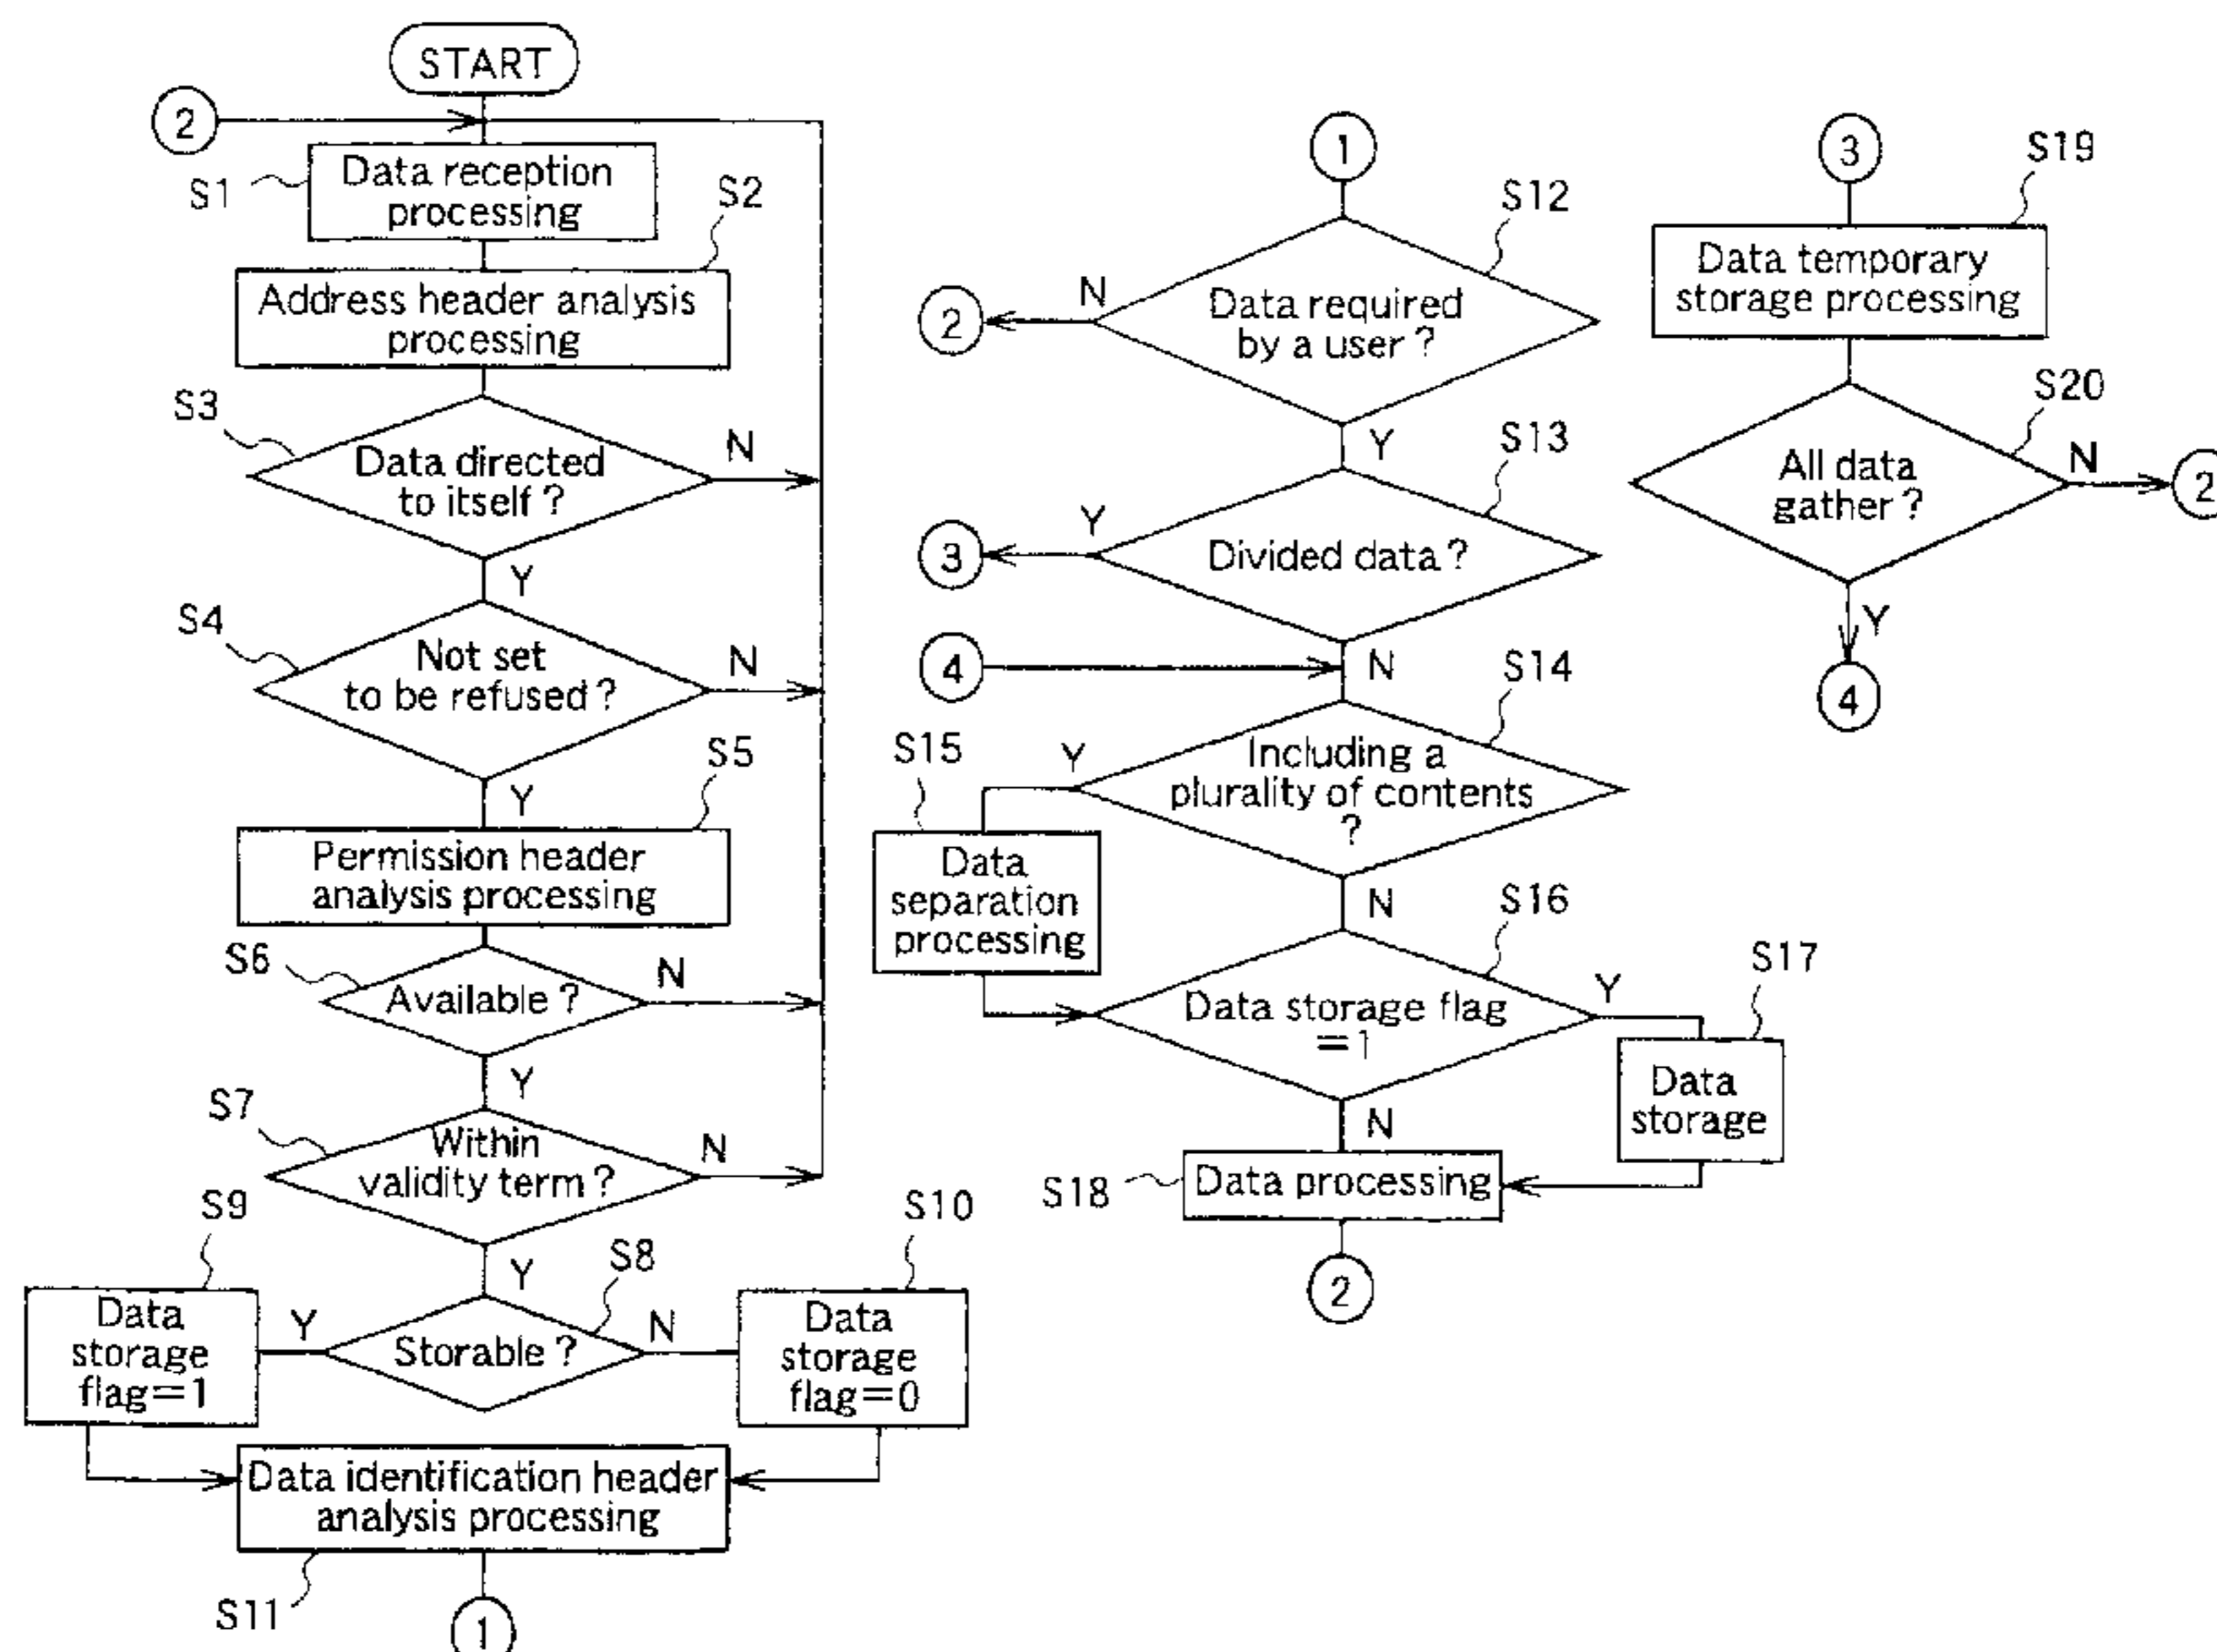 START
2
S1
Data reception
processing
S2
Address header analysis
processing
S3
Data directed
to itself ?
N
Y
S4
Not set
to be refused ?
N
Y
S5
Permission header
analysis processing
S6
Available ?
N
Y
S7
Within
validity term ?
N
Y
S8
Storable ?
Y
N
S9
Data
storage
flag=1
S10
Data
storage
flag=0
Data identification header
analysis processing
S11
1
1
S12
Data required
by a user ?
N
2
Y
S13
Divided data ?
Y
3
N
4
S14
Including a
plurality of contents
?
Y
S15
Data
separation
processing
N
S16
Data storage flag
=1
Y
S17
Data
storage
N
S18
Data processing
2
3
S19
Data temporary
storage processing
S20
All data
gather ?
N
2
Y
4